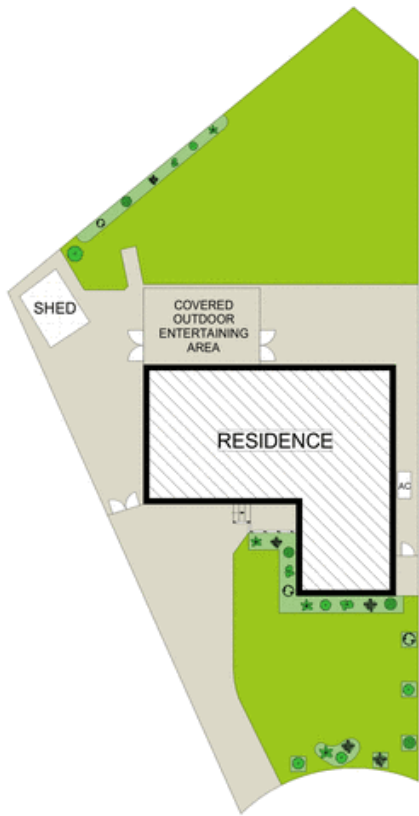 COVERED
OUTDOOR
ENTERTAINING
AREA
SHED
RESIDENCE
AC